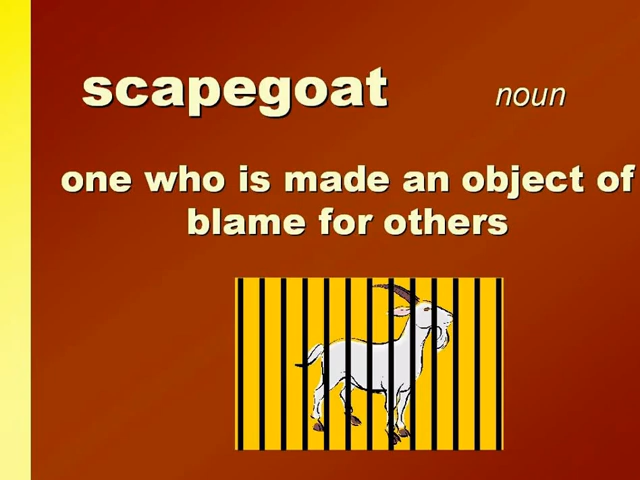 scapegoat noun
one who is made an object of
blame for others